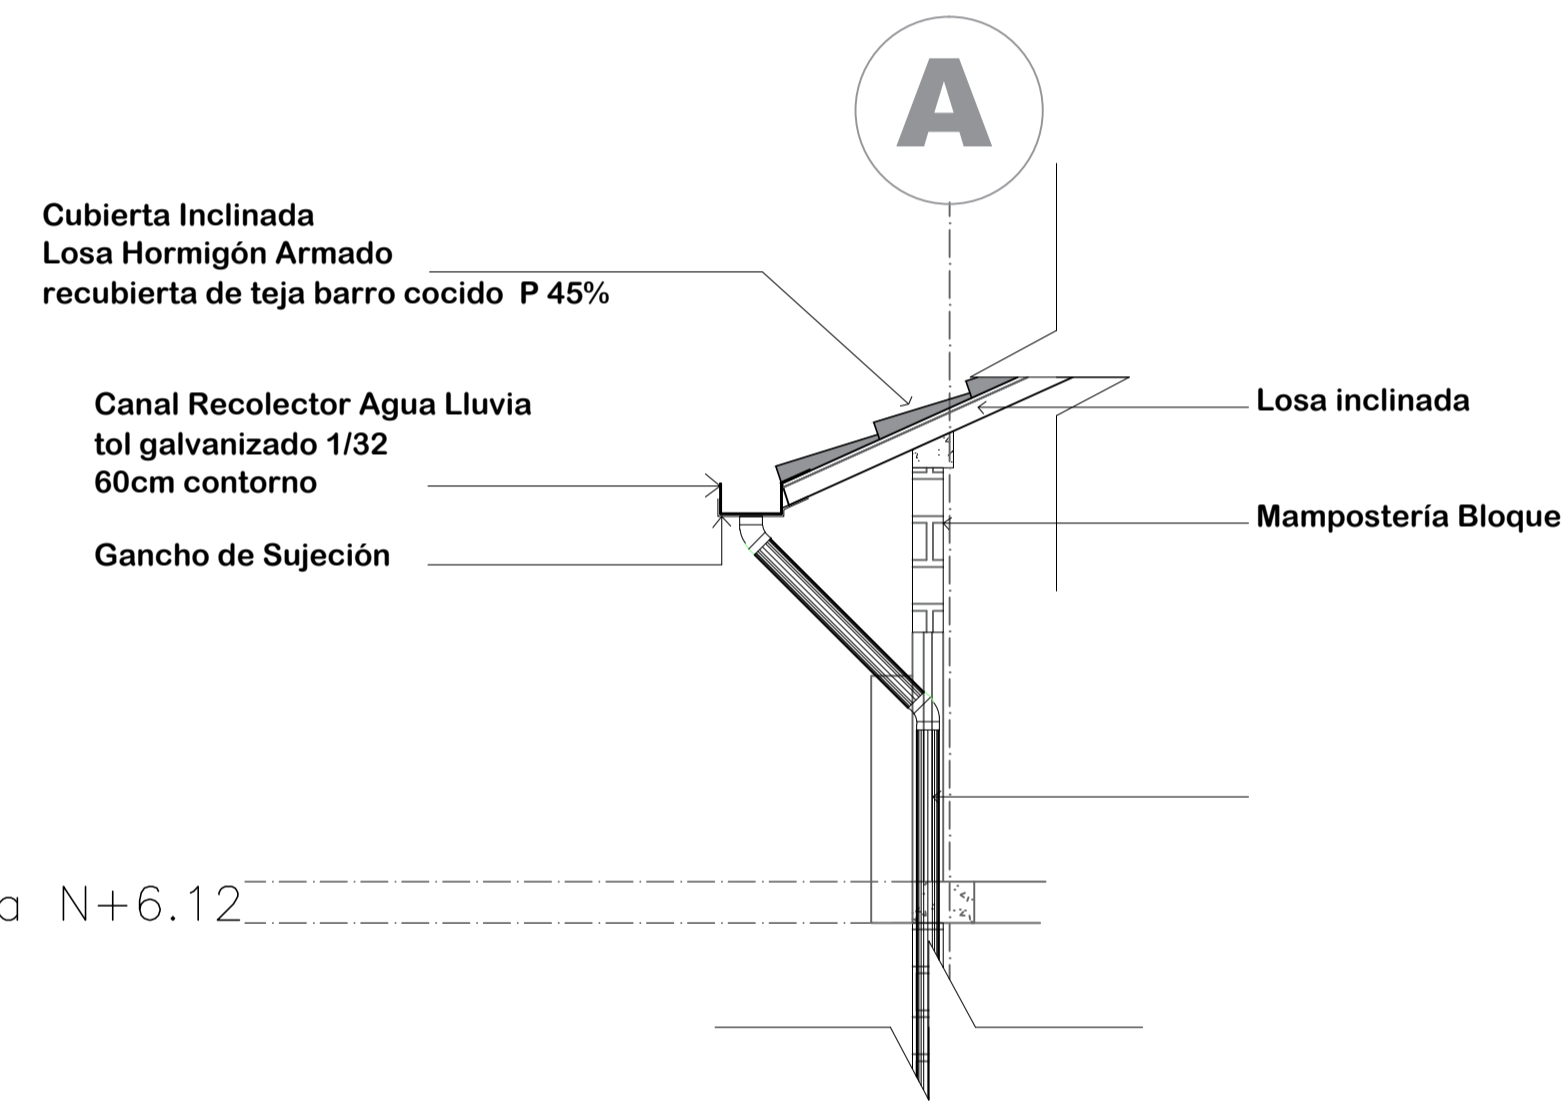 A
Cubierta Inclinada
Losa Hormigón Armado
recubierta de teja barro cocido P 45%
Canal Recolector Agua Lluvia
tol galvanizado 1/32
60cm contorno
Gancho de Sujeción
Losa inclinada
Mampostería Bloque
a N+6.12